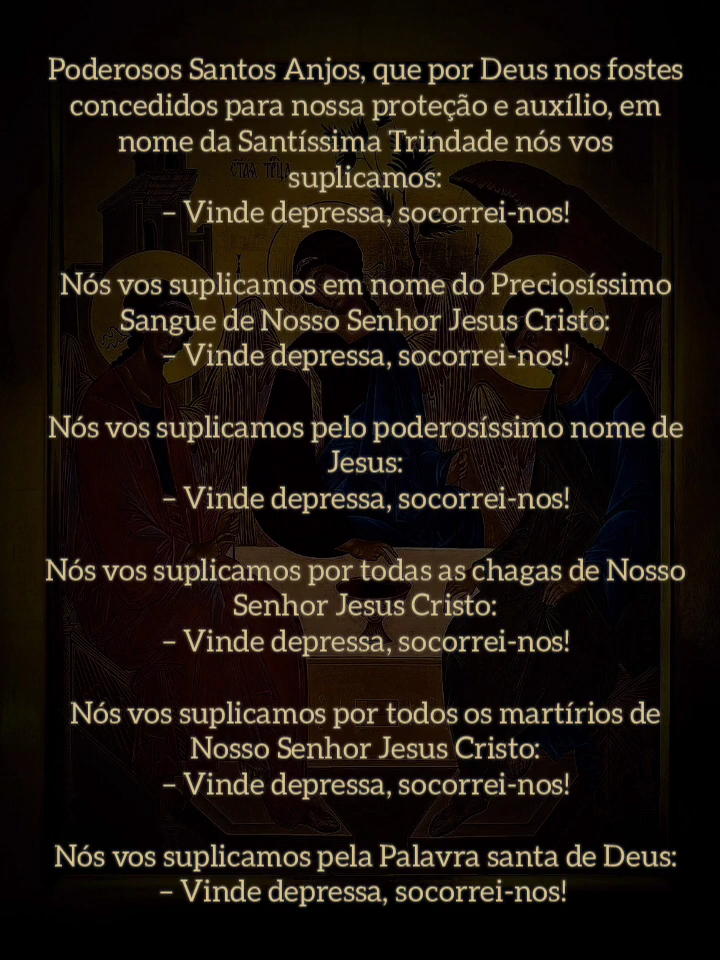 Poderosos Santos Anjos, que por Deus nos fostes
concedidos para nossa proteção e auxílio, em
nome da Santíssima Trindade nós vos
suplicamos:
– Vinde depressa, socorrei-nos!
Nós vos suplicamos em nome do Preciosíssimo
Sangue de Nosso Senhor Jesus Cristo:
– Vinde depressa, socorrei-nos!
Nós vos suplicamos pelo poderosíssimo nome de
Jesus:
– Vinde depressa, socorrei-nos!
Nós vos suplicamos por todas as chagas de Nosso
Senhor Jesus Cristo:
– Vinde depressa, socorrei-nos!
Nós vos suplicamos por todos os martírios de
Nosso Senhor Jesus Cristo:
– Vinde depressa, socorrei-nos!
Nós vos suplicamos pela Palavra santa de Deus:
– Vinde depressa, socorrei-nos!